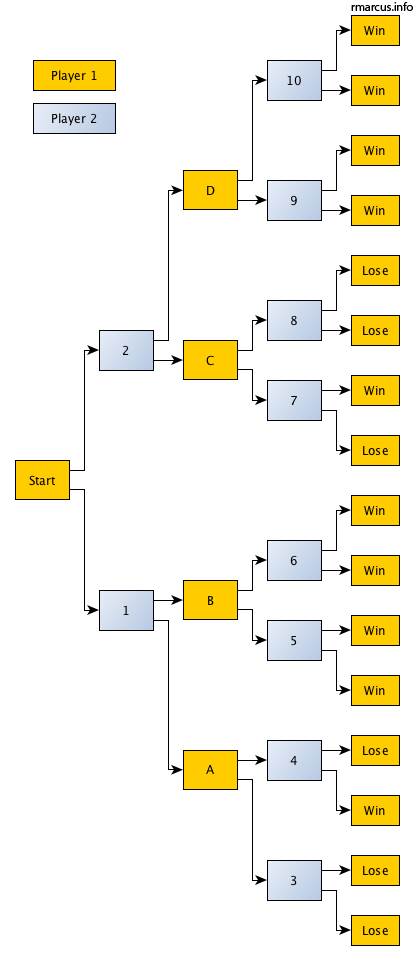 rmarcus.info
Win
Player 1
10
Win
Player 2
Win
D
9
Win
Lose
8
Lose
2
C
Win
7
Lose
Start
Win
6
Win
B
1
Win
5
Win
Lose
4
A
Win
Lose
3
Lose